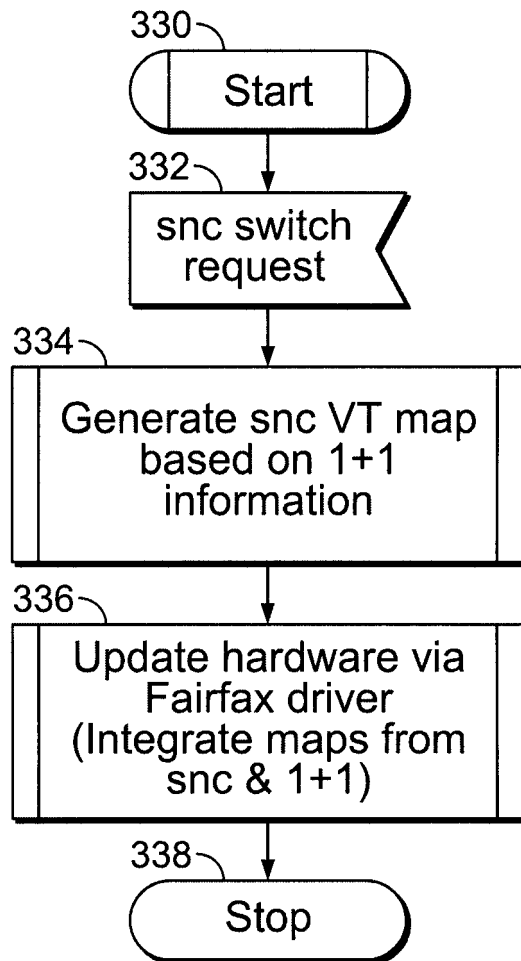 330
Start
332
snc switch
request
334
Generate snc VT map
based on 1+1
information
336
Update hardware via
Fairfax driver
(Integrate maps from
snc & 1+1)
338
Stop